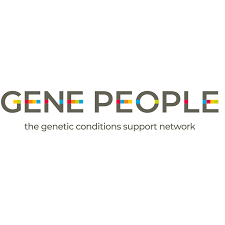 GENE PEOPLE
the genetic conditions support network